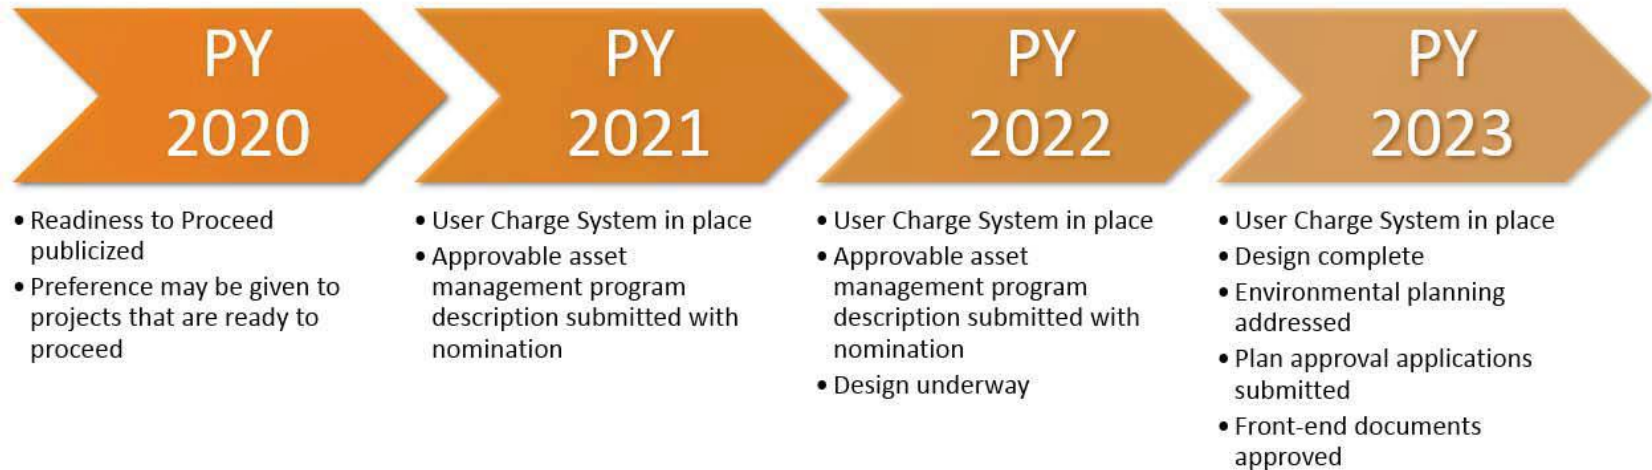 PY
2020
• Readiness to Proceed
publicized
• Preference may be given to
projects that are ready to
proceed
PY
2021
• User Charge System in place
• Approvable asset
management program
description submitted with
nomination
PY
2022
• User Charge System in place
• Approvable asset
management program
description submitted with
nomination
• Design underway
PY
2023
• User Charge System in place
• Design complete
• Environmental planning
addressed
• Plan approval applications
submitted
• Front-end documents
approved